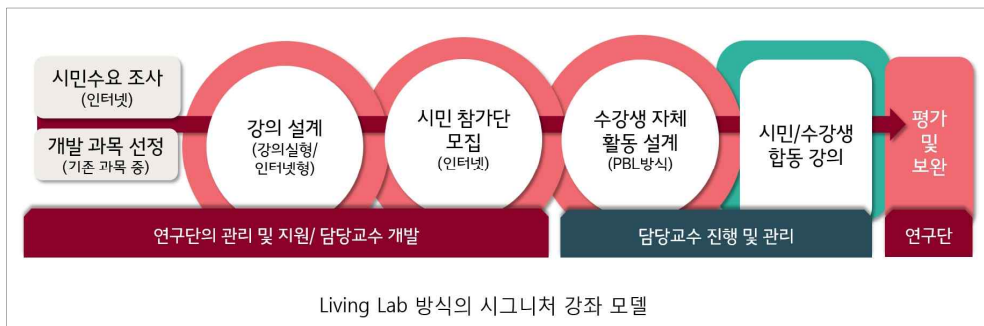 시민수요 조사
(인터넷)
개발 과목 선정
(기존 과목 중)
강의 설계
(강의실형/
인터넷형)
시민 참가단
모집
(인터넷)
수강생 자체
활동 설계
(PBL방식)
시민/수강생
합동 강의
평가
및
보완
연구단의 관리 및 지원/ 담당교수 개발
담당교수 진행 및 관리
연구단
Living Lab 방식의 시그니처 강좌 모델